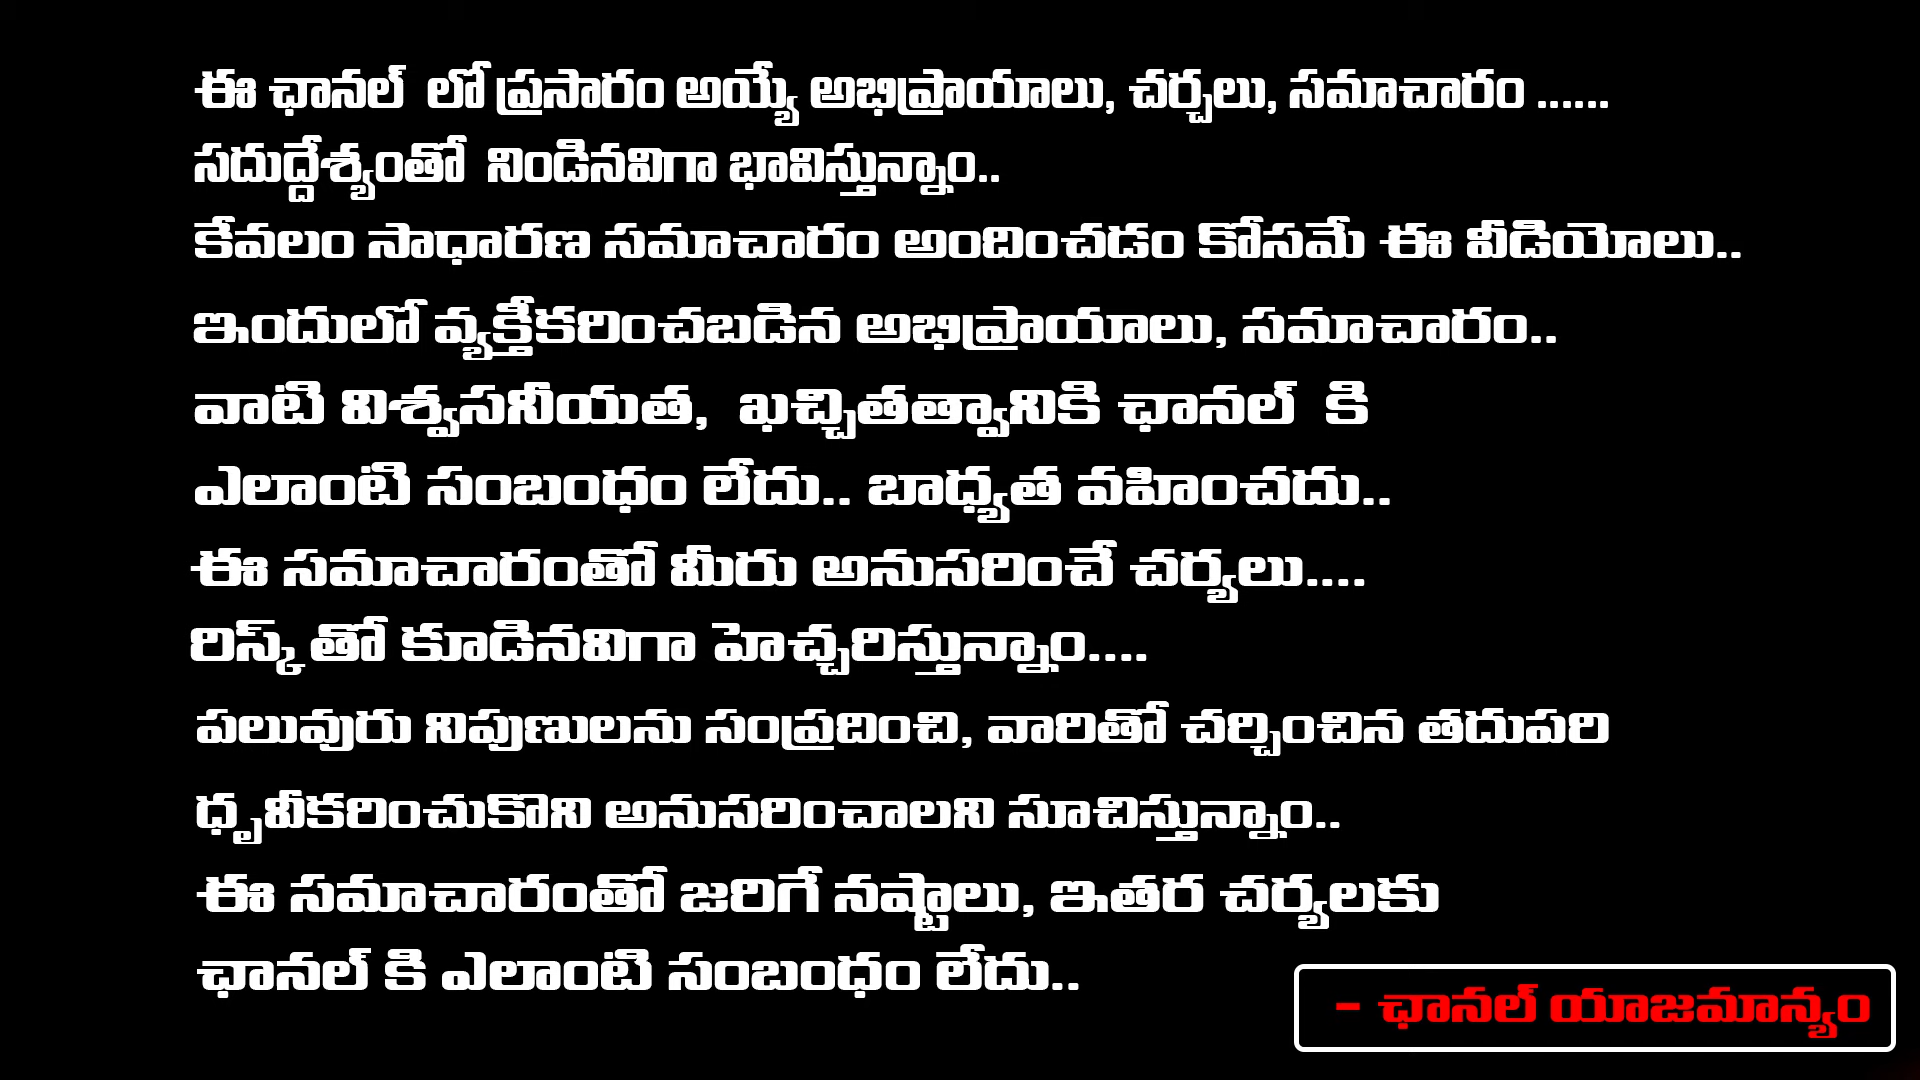 ఈ ఛానల్ లో ప్రసారం అయ్యే అభిప్రాయాలు, చర్చలు, సమాచారం ......
సదుద్దేశ్యంతో నిండినవిగా భావిస్తున్నాం..
కేవలం సాధారణ సమాచారం అందించడం కోసమే ఈ వీడియోలు..
ఇందులో వ్యక్తీకరించబడిన అభిప్రాయాలు, సమాచారం..
వాటి విశ్వసనీయత, ఖచ్చితత్వానికి ఛానల్ కి
ఎలాంటి సంబంధం లేదు.. బాధ్యత వహించదు..
ఈ సమాచారంతో మీరు అనుసరించే చర్యలు....
రిస్క్ తో కూడినవిగా హెచ్చరిస్తున్నాం....
పలువురు నిపుణులను సంప్రదించి, వారితో చర్చించిన తదుపరి
ధృవీకరించుకొని అనుసరించాలని సూచిస్తున్నాం..
ఈ సమాచారంతో జరిగే నష్టాలు, ఇతర చర్యలకు
ఛానల్ కి ఎలాంటి సంబంధం లేదు..
- ఛానల్ యాజమాన్యం